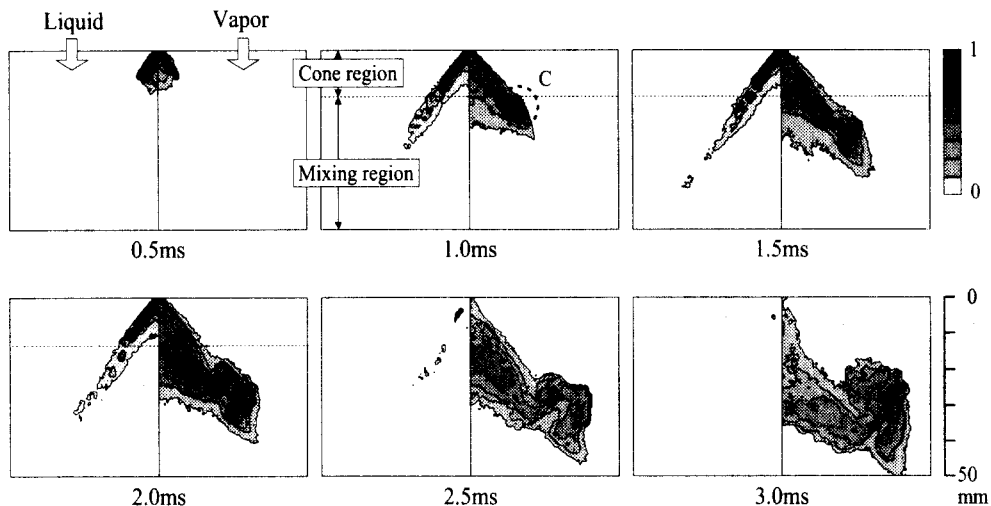 Liquid
Vapor
Cone region
C
Mixing region
1
0
0.5ms
1.0ms
1.5ms
0
50
mm
2.0ms
2.5ms
3.0ms